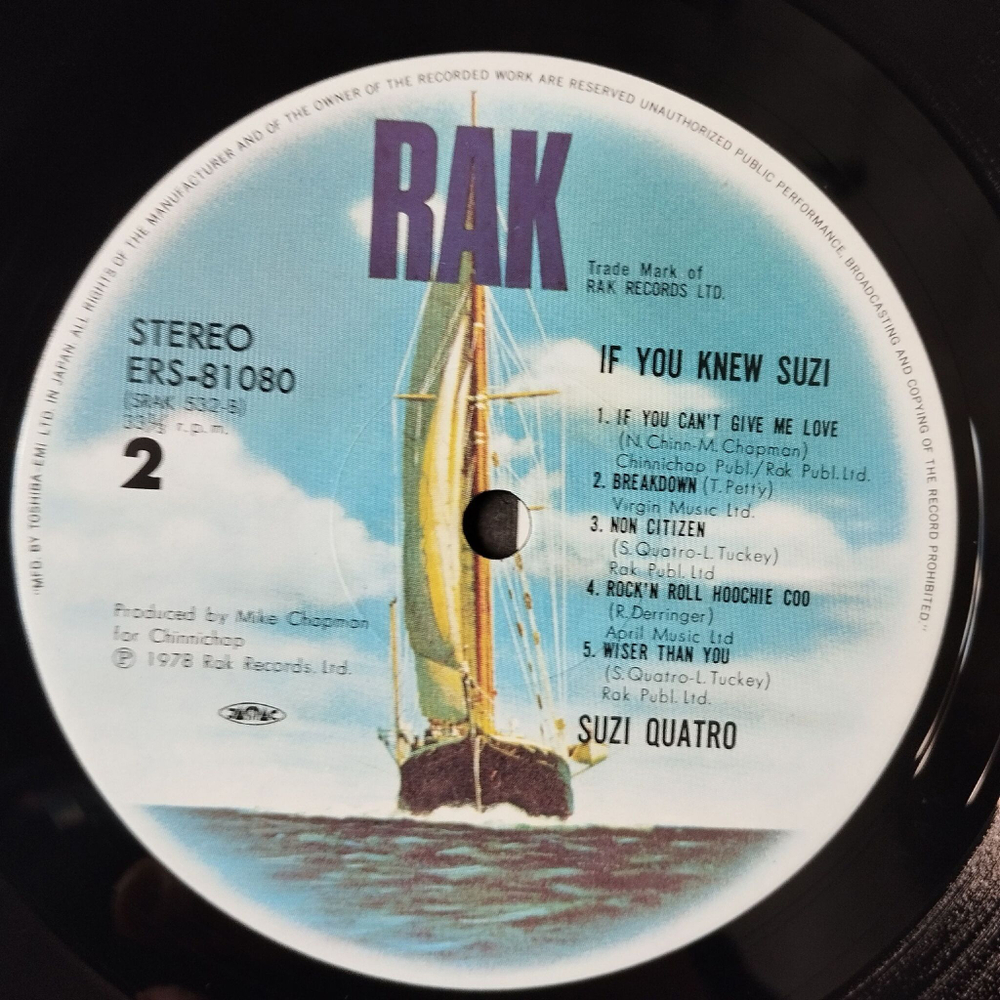 "MFD. BY TOSHIBA-EMI LTD. IN JAPAN. ALL RIGHTS OF THE MANUFACTURER AND OF THE OWNER OF THE RECORDED WORK ARE RESERVED UNAUTHORIZED PUBLIC PERFORMANCE, BROADCASTING AND COPYING OF THE RECORD PROHIBITED."
RAK
Trade Mark of
RAK RECORDS LTD.
STEREO
ERS-81080
(SRAK 532-B)
33⅓ r.p.m.
2
IF YOU KNEW SUZI
1. IF YOU CAN'T GIVE ME LOVE
(N. Chinn-M. Chapman)
Chinnichap Publ./Rak Publ. Ltd.
2. BREAKDOWN (T. Petty)
Virgin Music Ltd.
3. NON CITIZEN
(S. Quatro-L. Tuckey)
Rak Publ. Ltd
4. ROCK'N ROLL HOOCHIE COO
(R. Derringer)
April Music Ltd
5. WISER THAN YOU
(S. Quatro-L. Tuckey)
Rak Publ. Ltd.
SUZI QUATRO
Produced by Mike Chapman
for Chinnichap
Ⓟ 1978 Rak Records. Ltd.
JASRAC